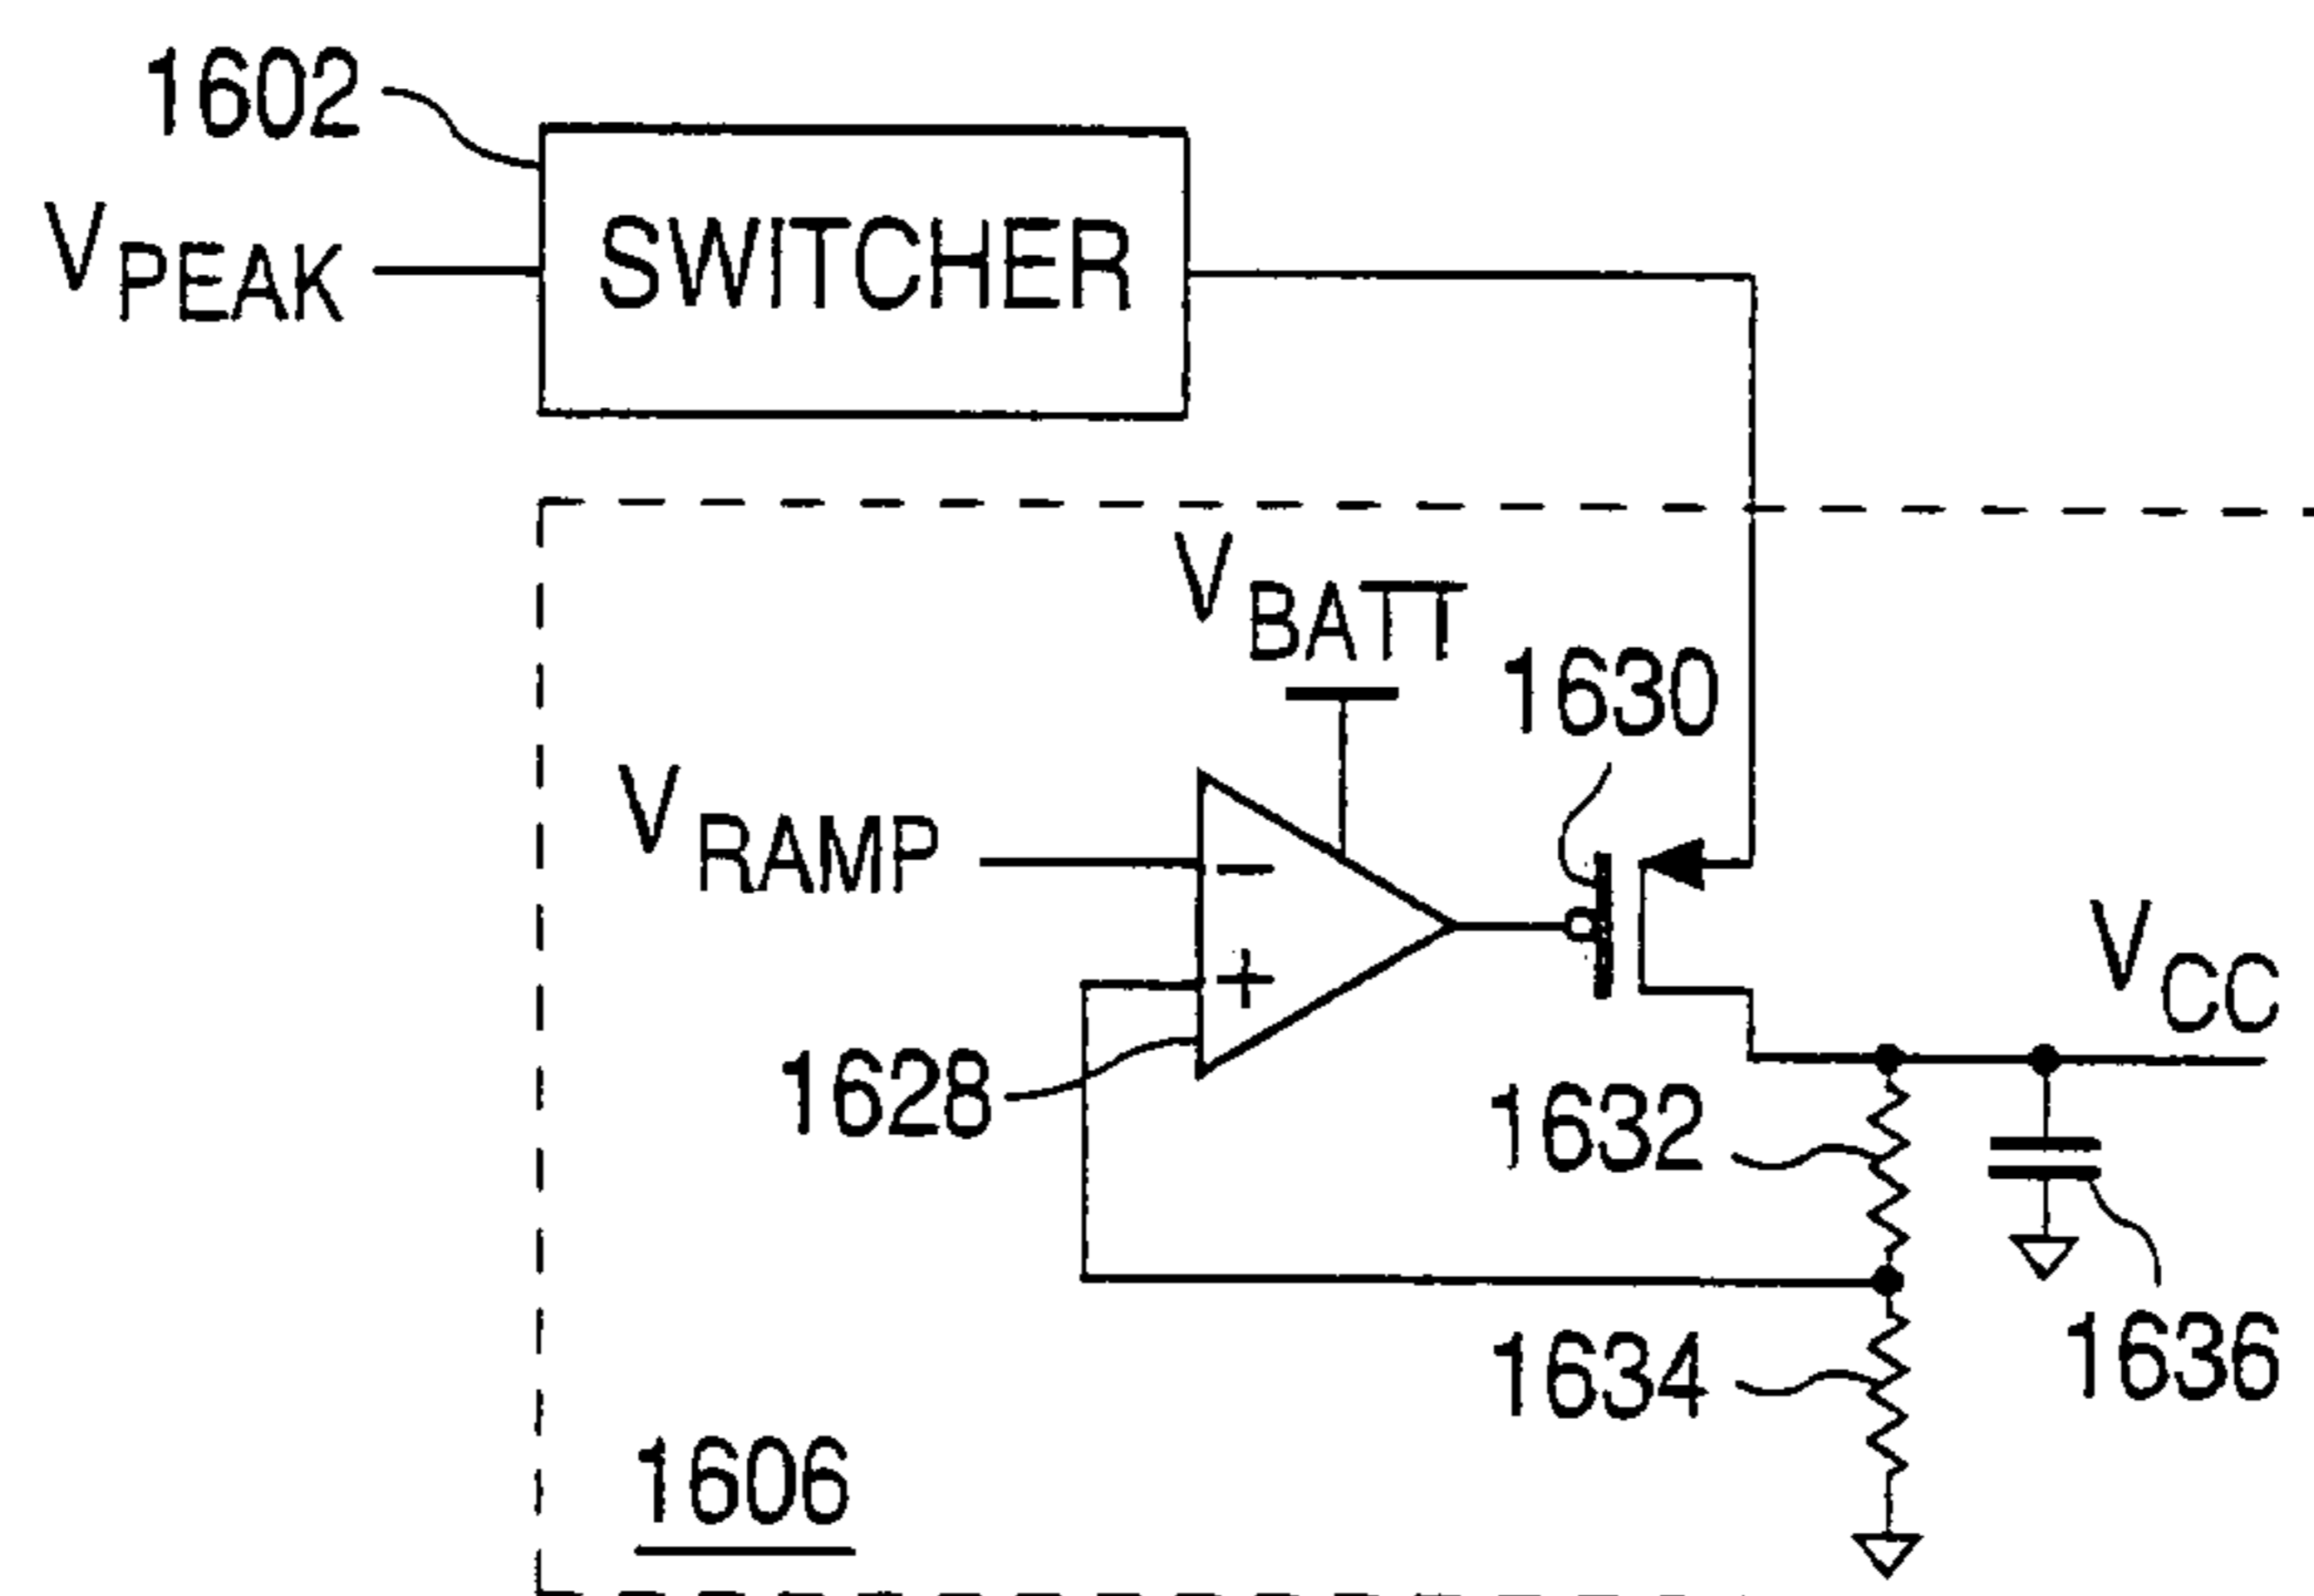 1602
VPEAK
SWITCHER
VBATT
1630
VRAMP
−
+
VCC
1628
1632
1634
1636
1606